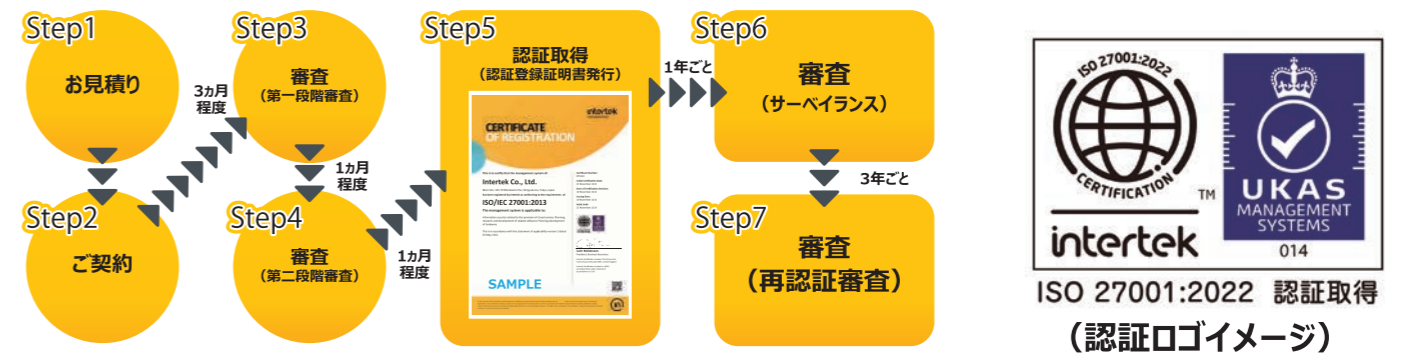 Step1
お見積り
Step2
ご契約
3ヵ月
程度
Step3
審査
（第一段階審査）
1ヵ月
程度
Step4
審査
（第二段階審査）
1ヵ月
程度
Step5
認証取得
（認証登録証明書発行）
intertek
CERTIFICATE
OF REGISTRATION
Intertek Co., Ltd.
ISO/IEC 27001:2013
SAMPLE
1年ごと
Step6
審査
（サーベイランス）
3年ごと
Step7
審査
（再認証審査）
ISO 27001:2022
CERTIFICATION
TM
intertek
UKAS
MANAGEMENT
SYSTEMS
014
ISO 27001:2022 認証取得
（認証ロゴイメージ）